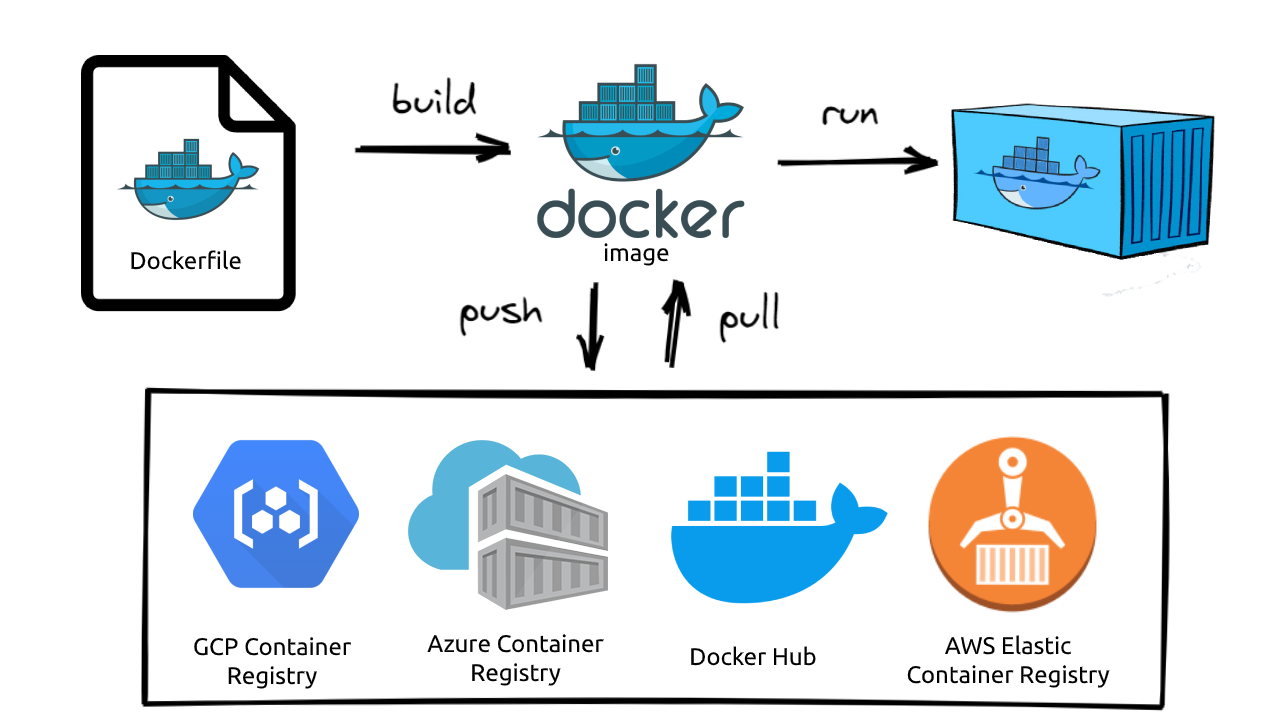 build
run
Dockerfile
docker
image
push
pull
GCP Container
Registry
Azure Container
Registry
Docker Hub
AWS Elastic
Container Registry